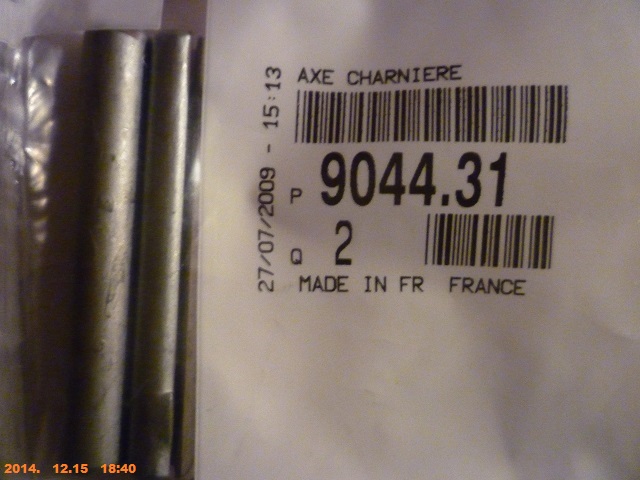 AXE CHARNIERE
27/07/2009 - 15:13
P 9044.31
Q 2
MADE IN FR FRANCE
2014. 12.15 18:40